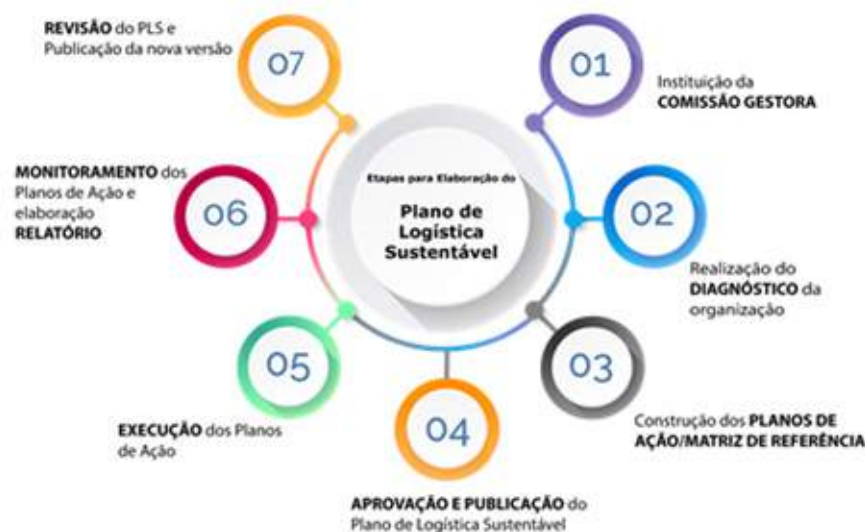 Etapas para Elaboração do
Plano de
Logística
Sustentável
01
Instituição da
COMISSÃO GESTORA
02
Realização do
DIAGNÓSTICO da
organização
03
Construção dos PLANOS DE
AÇÃO/MATRIZ DE REFERÊNCIA
04
APROVAÇÃO E PUBLICAÇÃO do
Plano de Logística Sustentável
05
EXECUÇÃO dos Planos
de Ação
06
MONITORAMENTO dos
Planos de Ação e
elaboração
RELATÓRIO
07
REVISÃO do PLS e
Publicação da nova versão